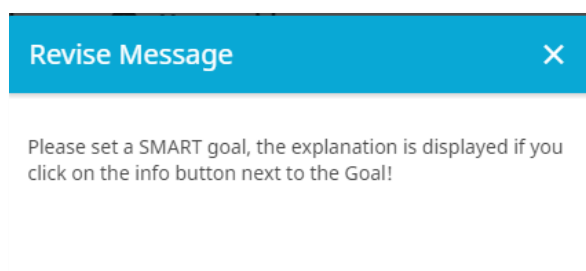 Revise Message
Please set a SMART goal, the explanation is displayed if you
click on the info button next to the Goal!